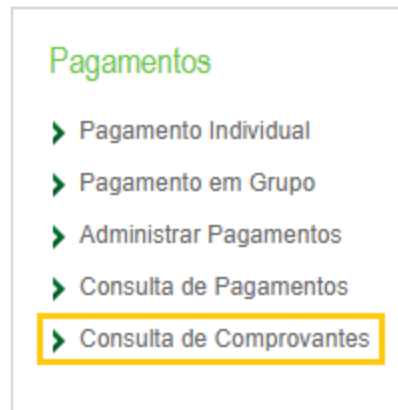 Pagamentos
Pagamento Individual
Pagamento em Grupo
Administrar Pagamentos
Consulta de Pagamentos
Consulta de Comprovantes